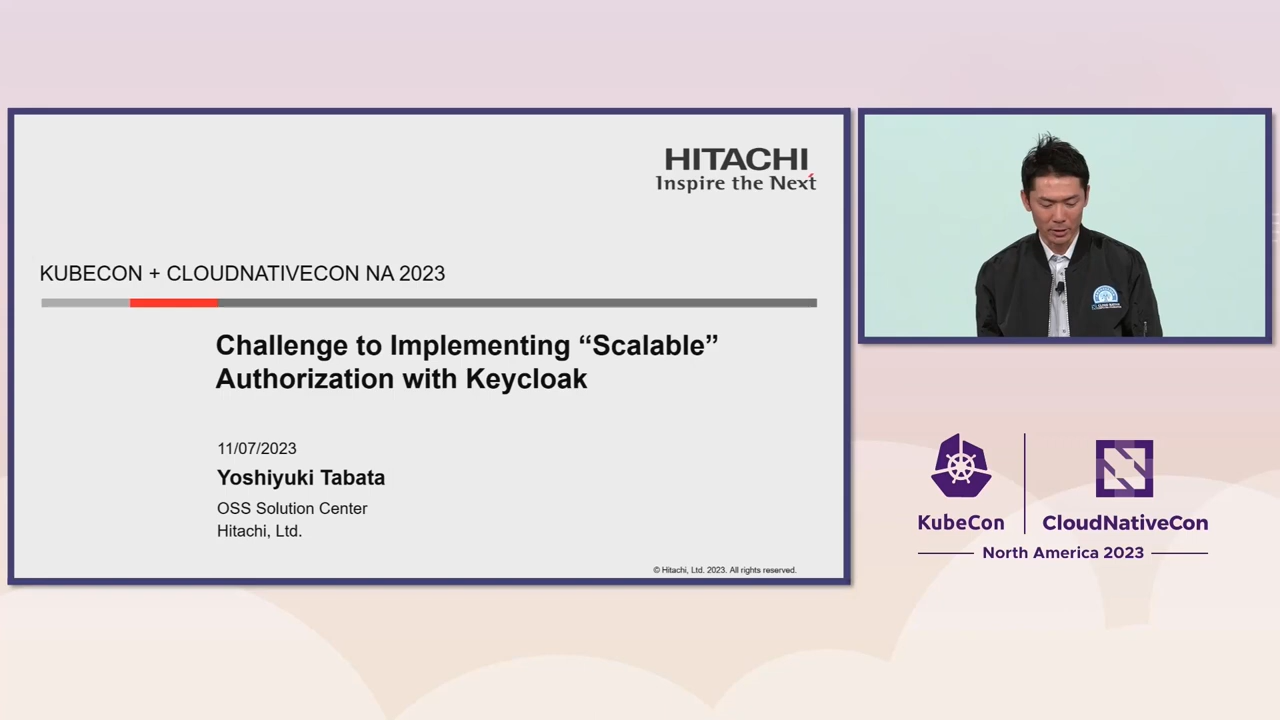 HITACHI
Inspire the Next
KUBECON + CLOUDNATIVECON NA 2023
Challenge to Implementing “Scalable”
Authorization with Keycloak
11/07/2023
Yoshiyuki Tabata
OSS Solution Center
Hitachi, Ltd.
© Hitachi, Ltd. 2023. All rights reserved.
KubeCon
CloudNativeCon
North America 2023